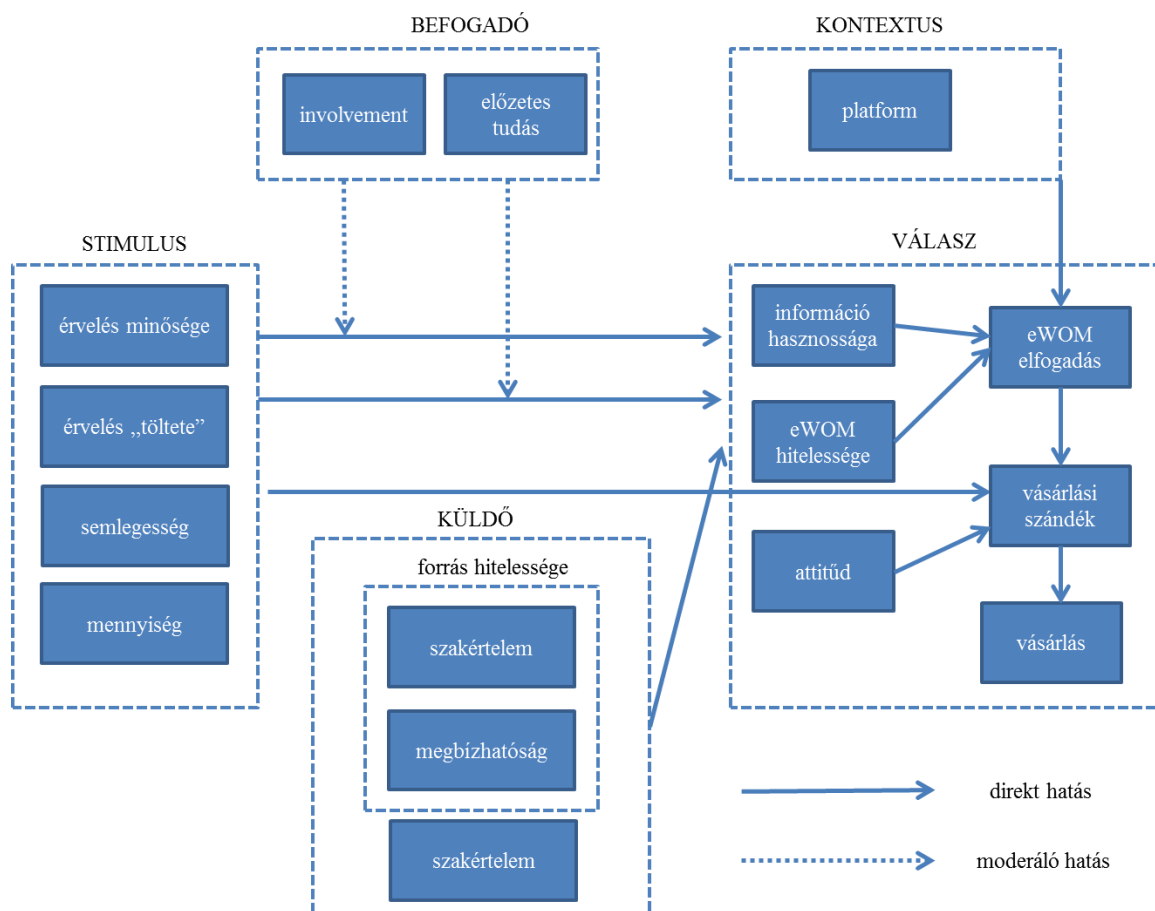 BEFOGADÓ
involvement
előzetes
tudás
KONTEXTUS
platform
STIMULUS
érvelés minősége
érvelés „töltete”
semlegesség
mennyiség
KÜLDŐ
forrás hitelessége
szakértelem
megbízhatóság
szakértelem
VÁLASZ
információ
hasznossága
eWOM
hitelessége
attitűd
eWOM
elfogadás
vásárlási
szándék
vásárlás
direkt hatás
moderáló hatás